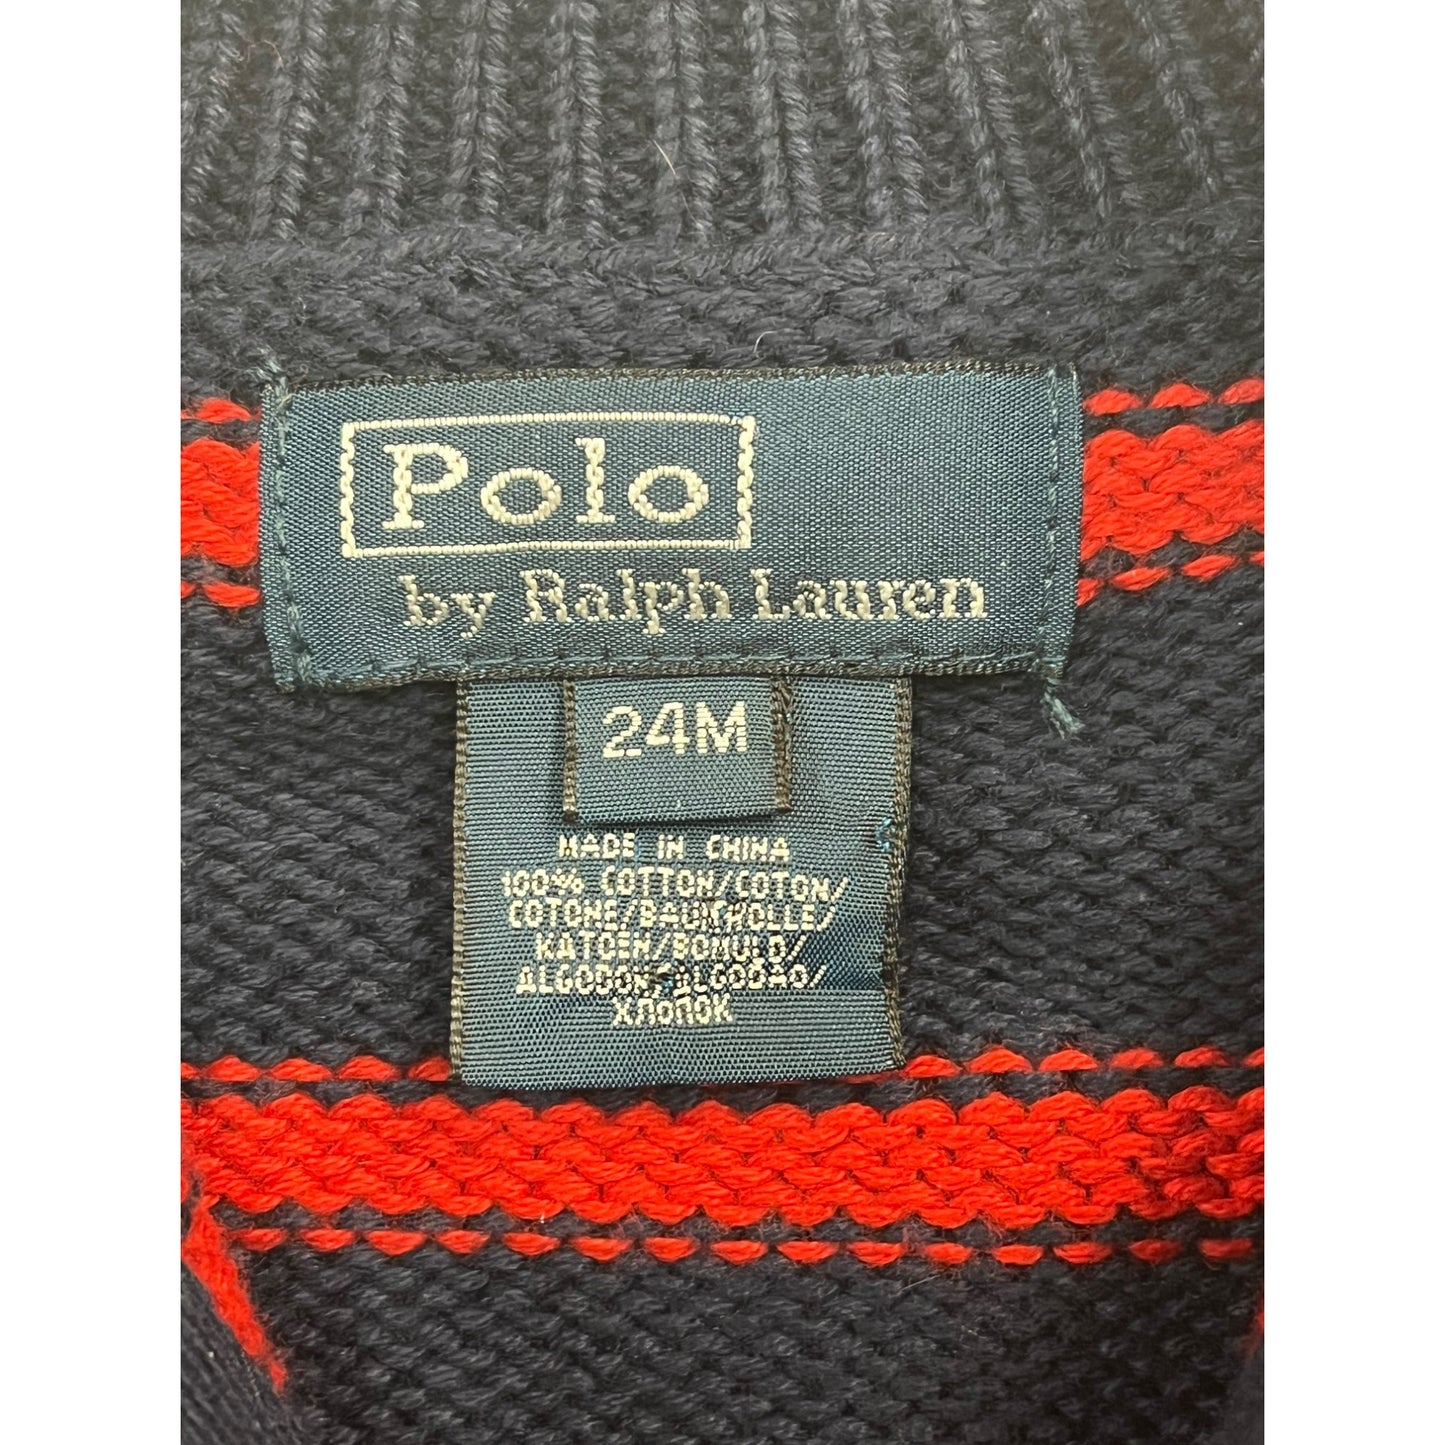 Polo
by Ralph Lauren
24M
MADE IN CHINA
100% COTTON/COTON/
COTONE/BAUMWOLLE/
KATOEN/BOMULD/
ALGODON/ALGODAO/
ХЛОПОК